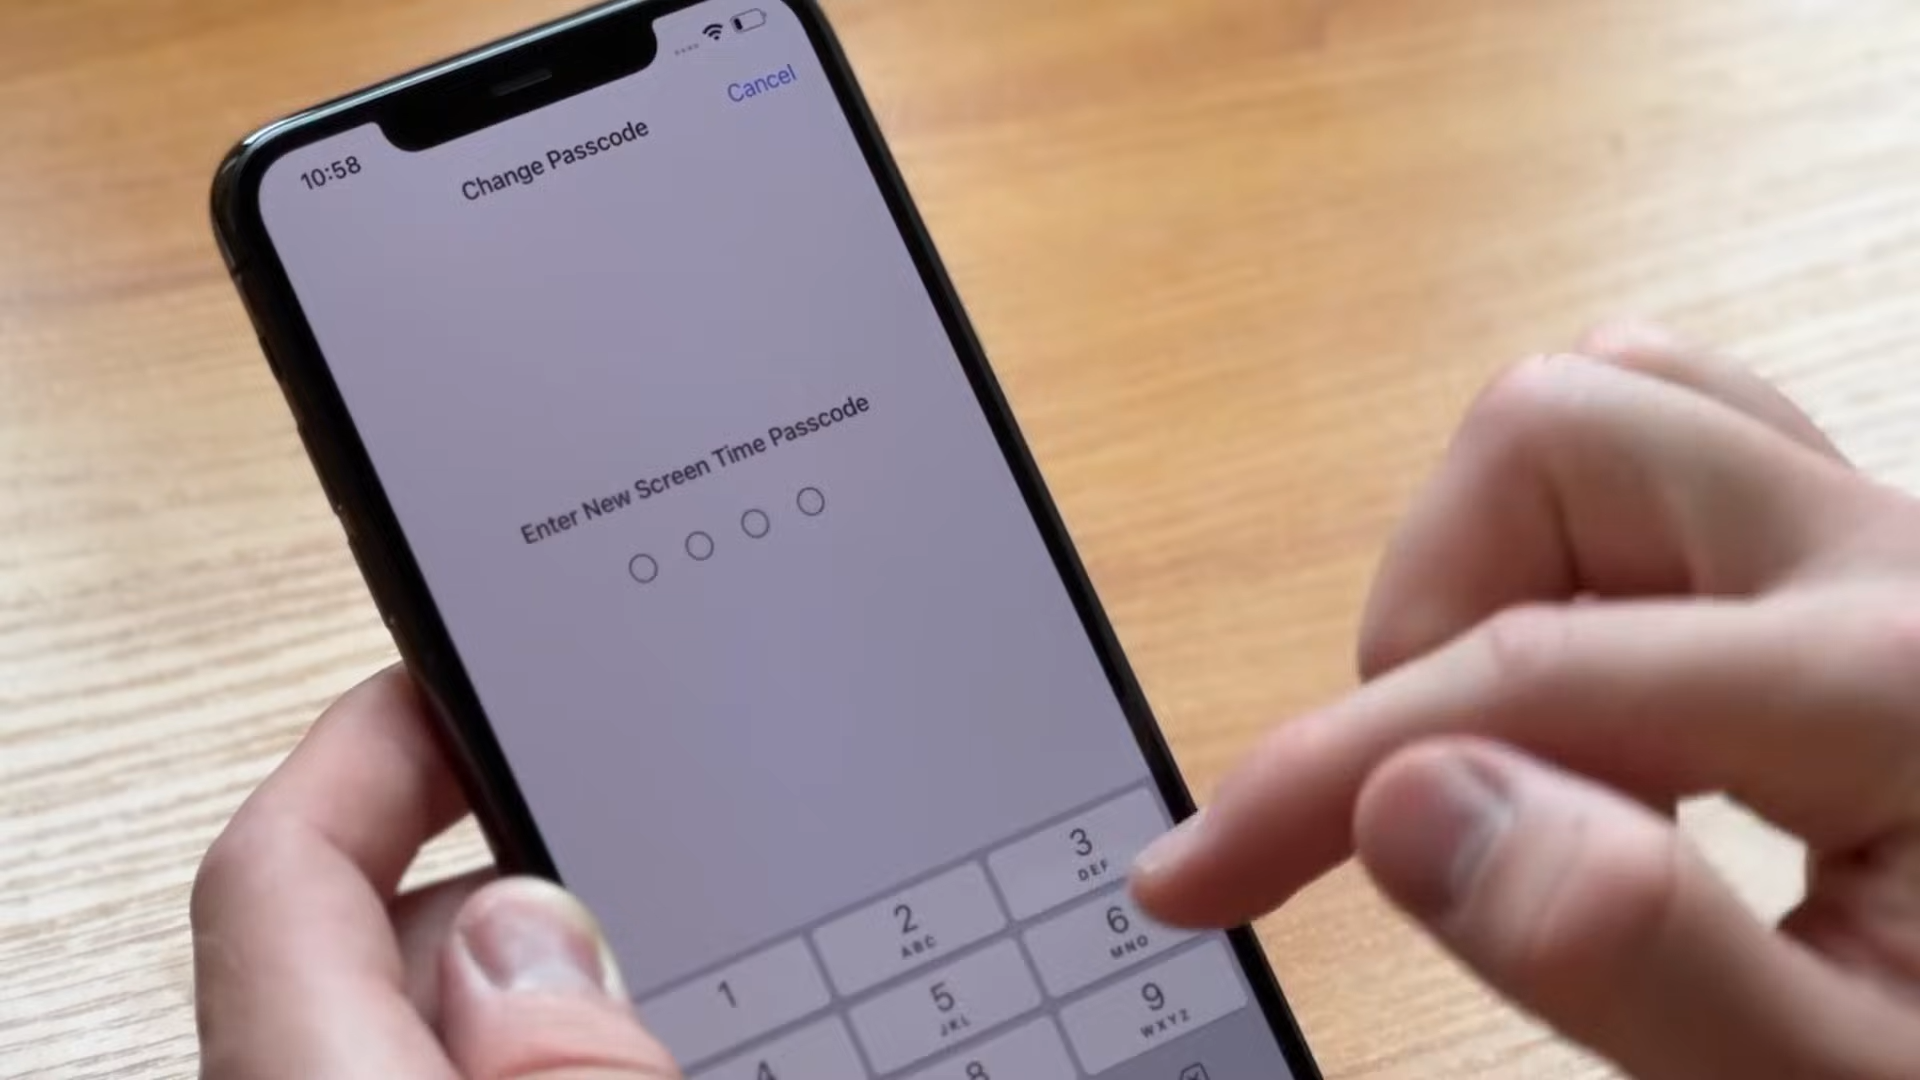 10:58
Cancel
Change Passcode
Enter New Screen Time Passcode
1
2
ABC
3
DEF
4
5
JKL
6
MNO
8
9
WXYZ